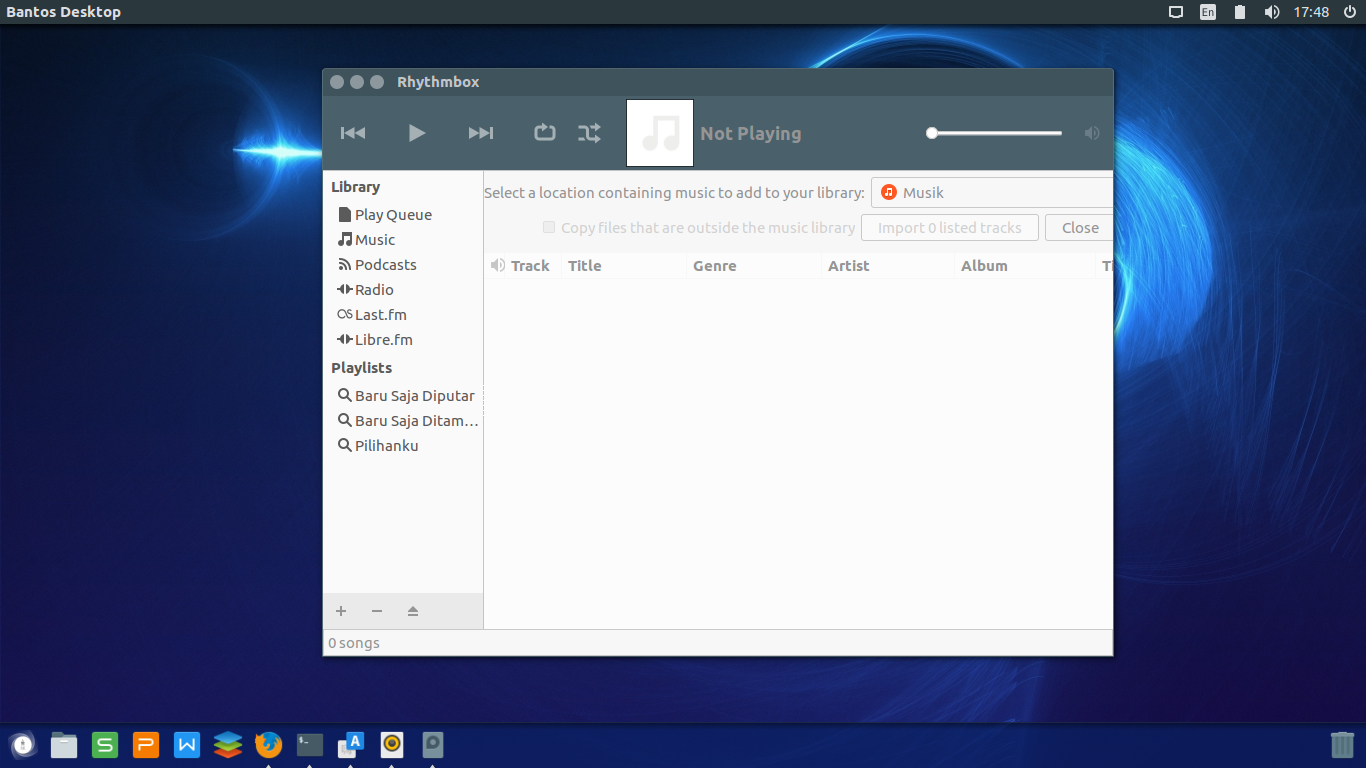 Bantos Desktop
En
17:48
Rhythmbox
Not Playing
Library
Play Queue
Music
Podcasts
Radio
Last.fm
Libre.fm
Playlists
Baru Saja Diputar
Baru Saja Ditam…
Pilihanku
Select a location containing music to add to your library:
Musik
Copy files that are outside the music library
Import 0 listed tracks
Close
Track Title Genre Artist Album Ti
0 songs
S
P
W
A